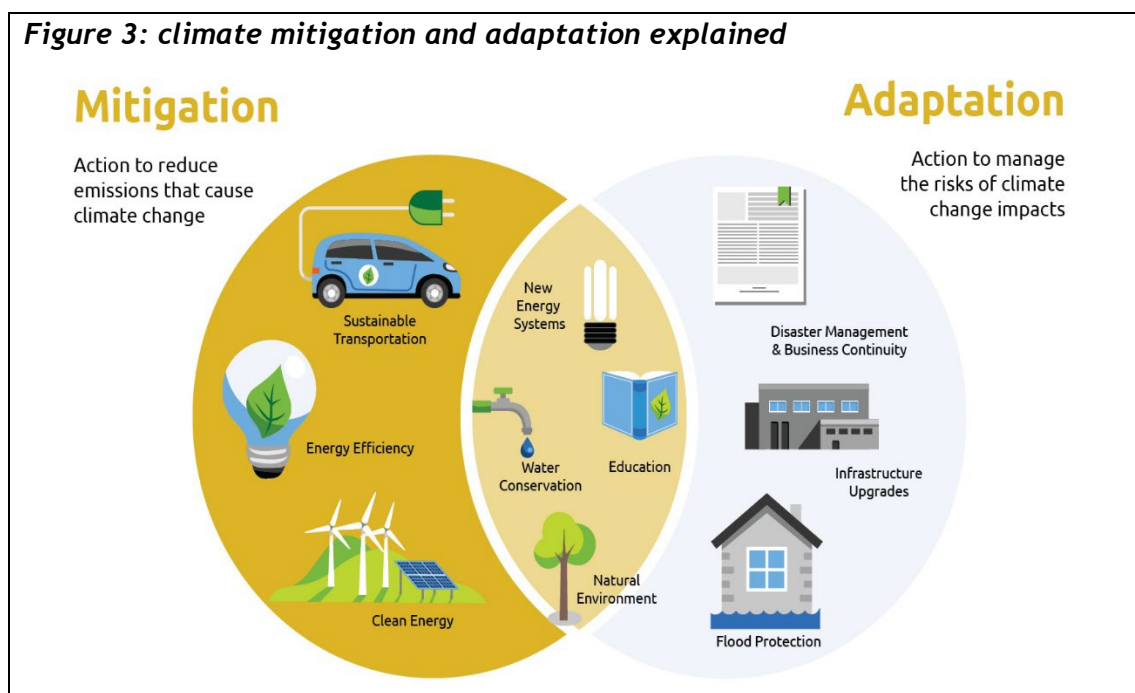 Figure 3: climate mitigation and adaptation explained
Mitigation
Action to reduce
emissions that cause
climate change
Adaptation
Action to manage
the risks of climate
change impacts
Sustainable
Transportation
Energy Efficiency
Clean Energy
New
Energy
Systems
Water
Conservation
Education
Natural
Environment
Disaster Management
& Business Continuity
Infrastructure
Upgrades
Flood Protection